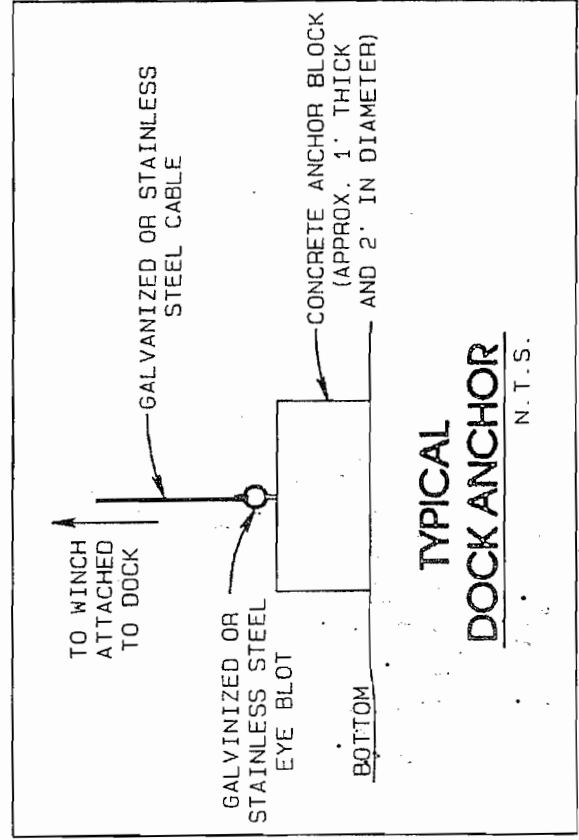 TO WINCH
ATTACHED
TO DOCK
GALVANIZED OR STAINLESS
STEEL CABLE
GALVINIZED OR
STAINLESS STEEL
EYE BLOT
CONCRETE ANCHOR BLOCK
(APPROX. 1' THICK
AND 2' IN DIAMETER)
BOTTOM
TYPICAL
DOCK ANCHOR
N.T.S.